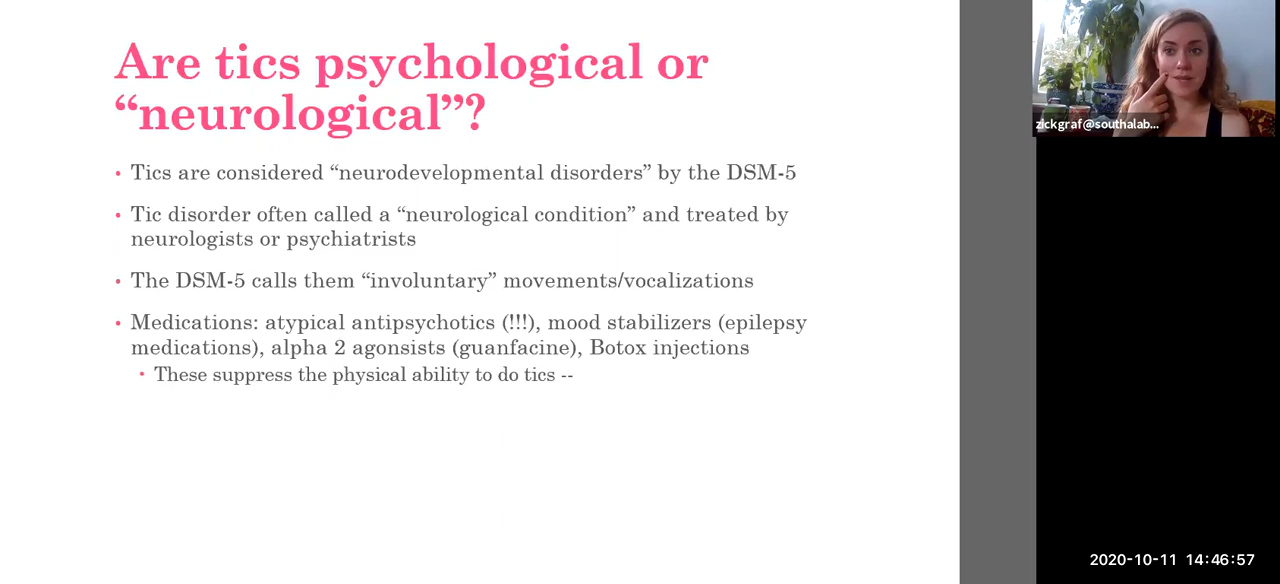 Are tics psychological or
“neurological”?
• Tics are considered “neurodevelopmental disorders” by the DSM-5
• Tic disorder often called a “neurological condition” and treated by
neurologists or psychiatrists
• The DSM-5 calls them “involuntary” movements/vocalizations
• Medications: atypical antipsychotics (!!!), mood stabilizers (epilepsy
medications), alpha 2 agonsists (guanfacine), Botox injections
• These suppress the physical ability to do tics --
zickgraf@southalab...
2020-10-11 14:46:57